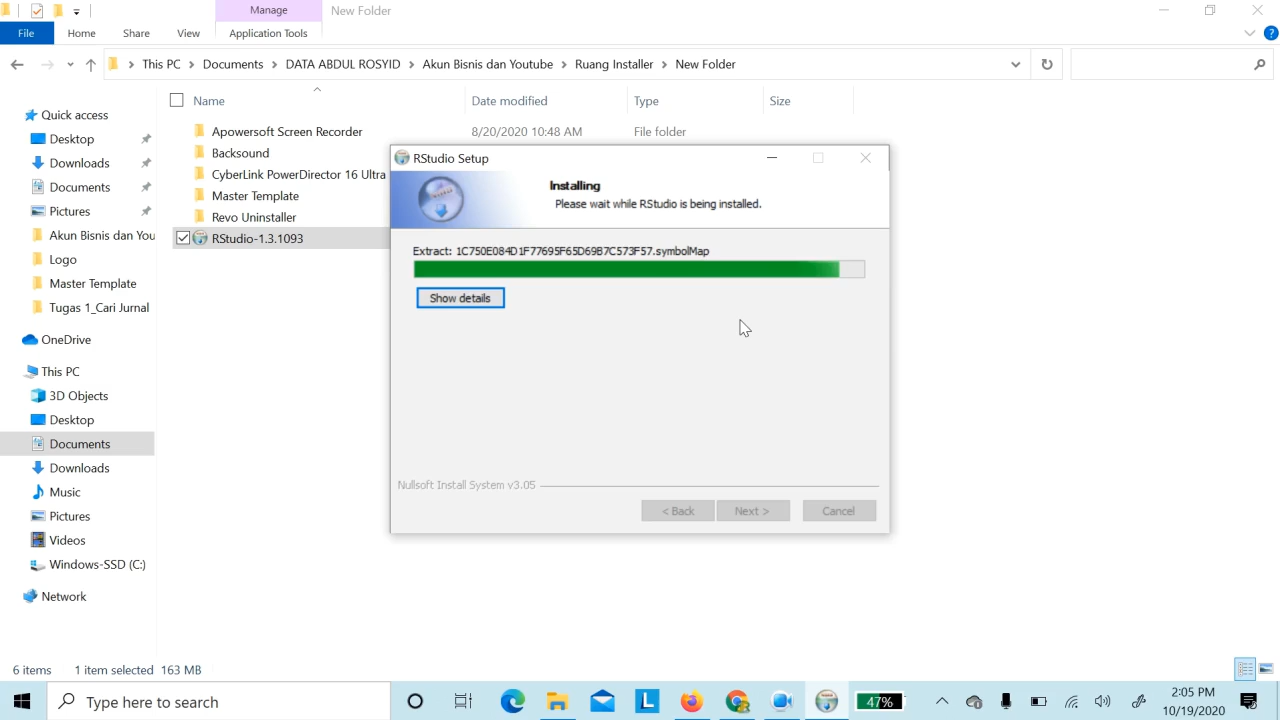 Manage
New Folder
File
Home
Share
View
Application Tools
This PC > Documents > DATA ABDUL ROSYID > Akun Bisnis dan Youtube > Ruang Installer > New Folder
Name
Date modified
Type
Size
Quick access
Desktop
Downloads
Documents
Pictures
Akun Bisnis dan You
Logo
Master Template
Tugas 1_Cari Jurnal
OneDrive
This PC
3D Objects
Desktop
Documents
Downloads
Music
Pictures
Videos
Windows-SSD (C:)
Network
Apowersoft Screen Recorder
8/20/2020 10:48 AM
File folder
Backsound
CyberLink PowerDirector 16 Ultra
Master Template
Revo Uninstaller
RStudio-1.3.1093
RStudio Setup
Installing
Please wait while RStudio is being installed.
Extract: 1C750E084D1F77695F65D69B7C573F57.symbolMap
Show details
Nullsoft Install System v3.05
< Back
Next >
Cancel
6 items
1 item selected 163 MB
Type here to search
47%
2:05 PM
10/19/2020